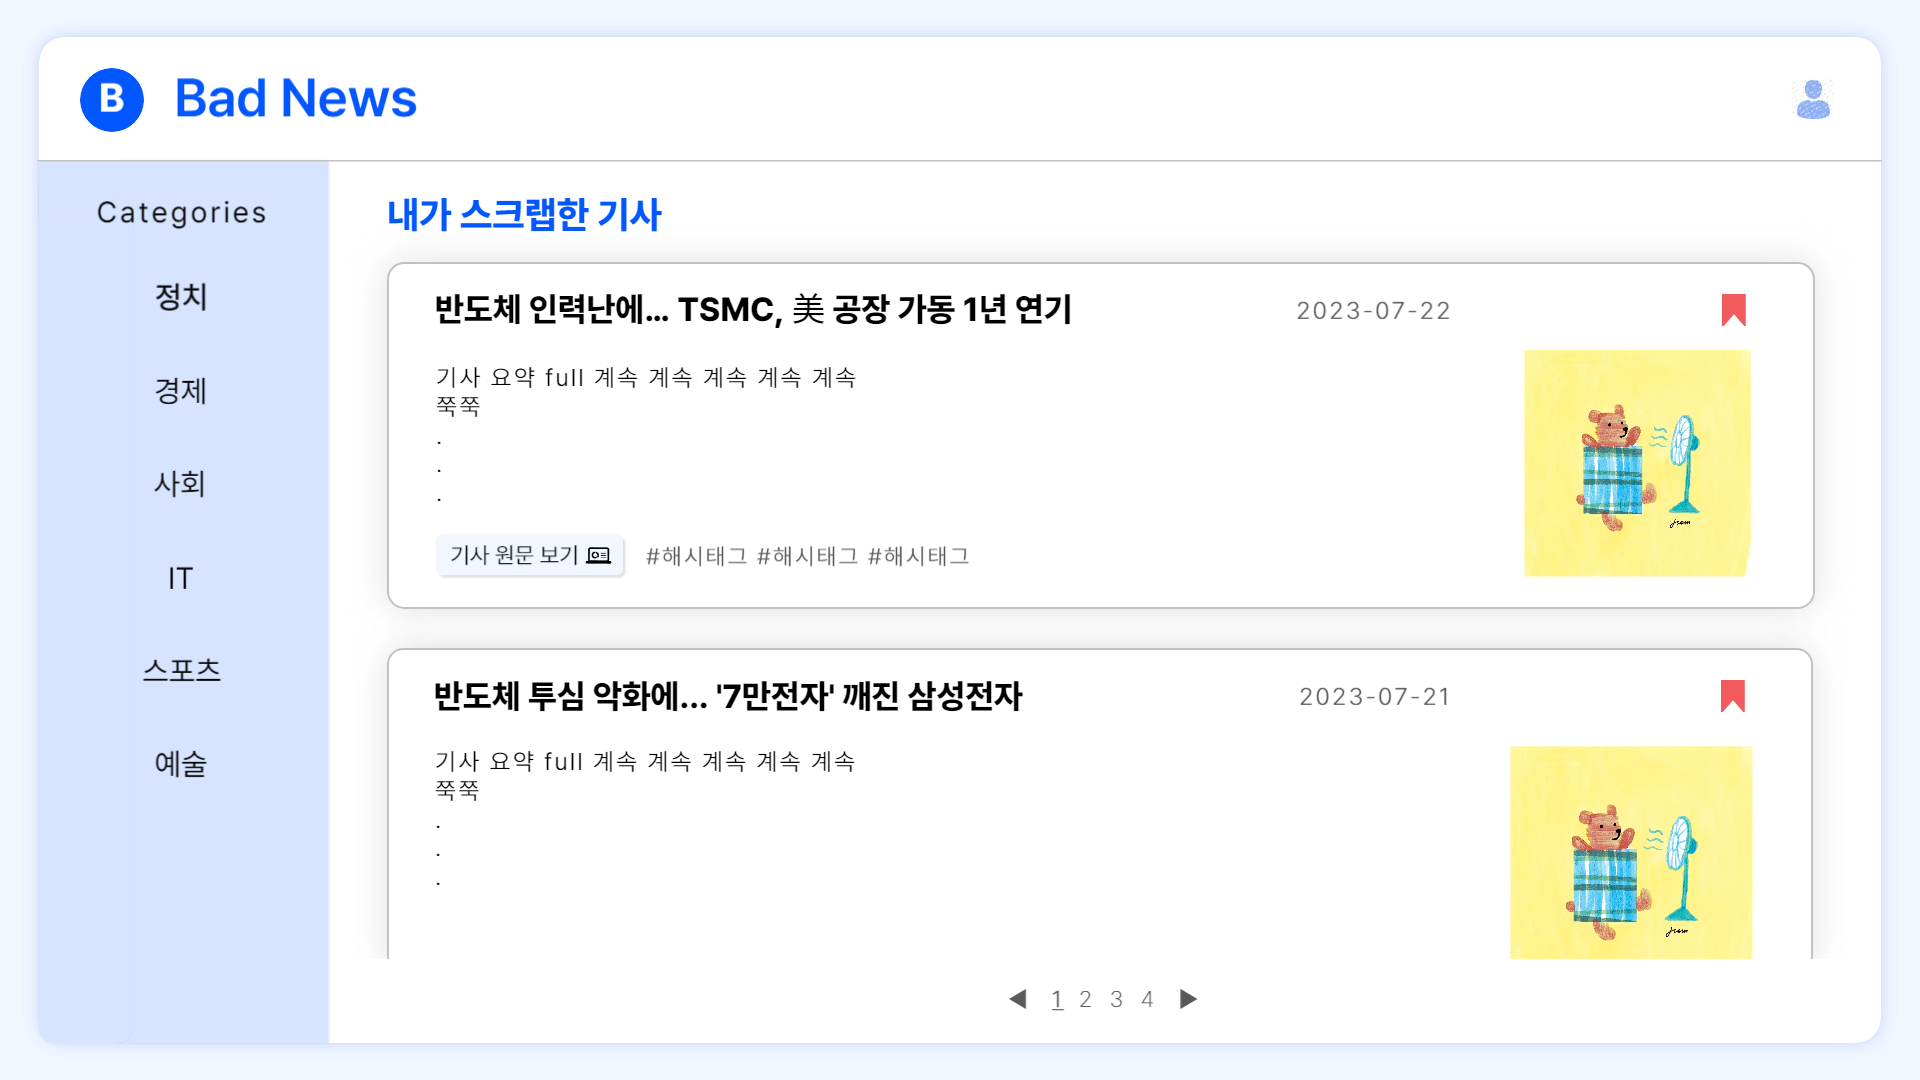 B Bad News
Categories
정치
경제
사회
IT
스포츠
예술
내가 스크랩한 기사
반도체 인력난에... TSMC, 美 공장 가동 1년 연기
2023-07-22
기사 요약 full 계속 계속 계속 계속 계속
쭉쭉
.
.
.
기사 원문 보기
#해시태그 #해시태그 #해시태그
jsem
반도체 투심 악화에... '7만전자' 깨진 삼성전자
2023-07-21
기사 요약 full 계속 계속 계속 계속 계속
쭉쭉
.
.
.
1 2 3 4